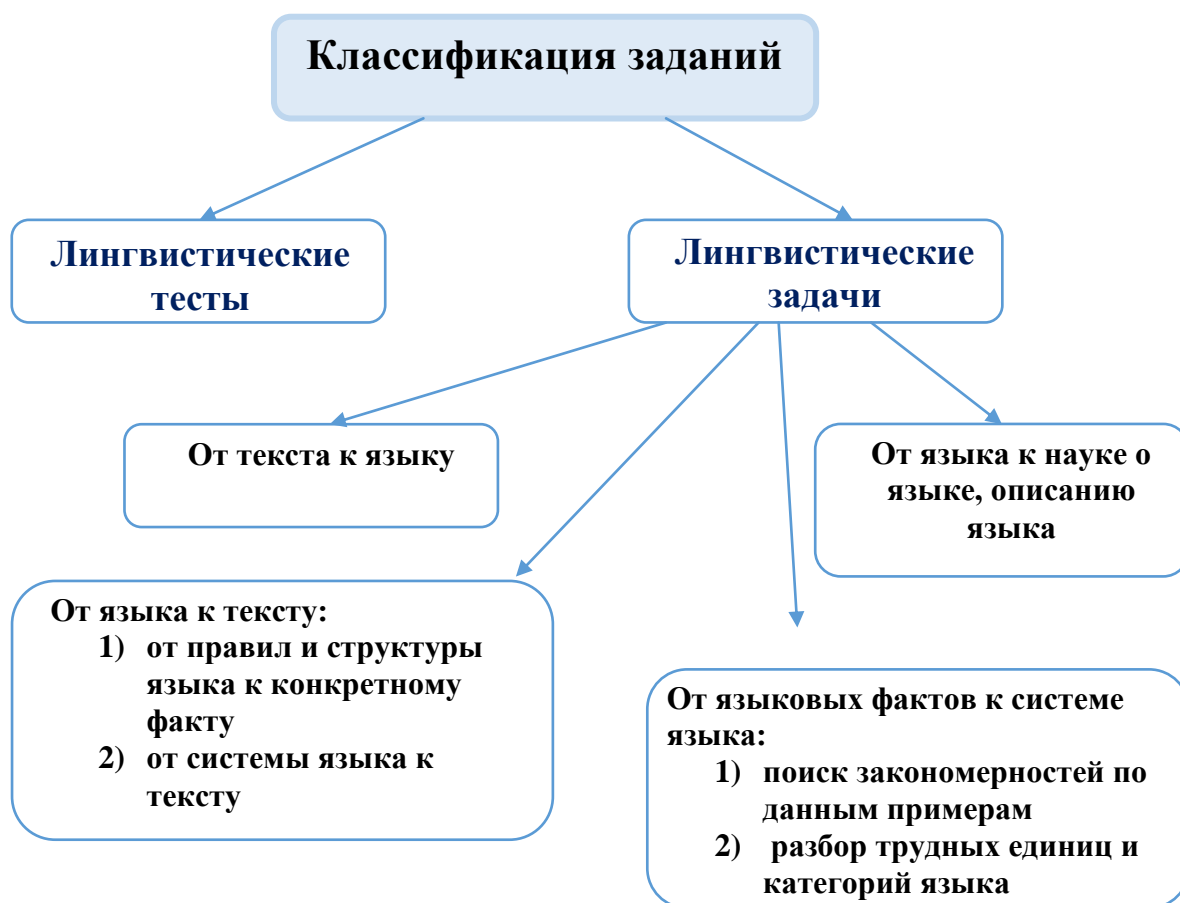 Классификация заданий
Лингвистические
тесты
Лингвистические
задачи
От текста к языку
От языка к науке о
языке, описанию
языка
От языка к тексту:
1) от правил и структуры
языка к конкретному
факту
2) от системы языка к
тексту
От языковых фактов к системе
языка:
1) поиск закономерностей по
данным примерам
2) разбор трудных единиц и
категорий языка